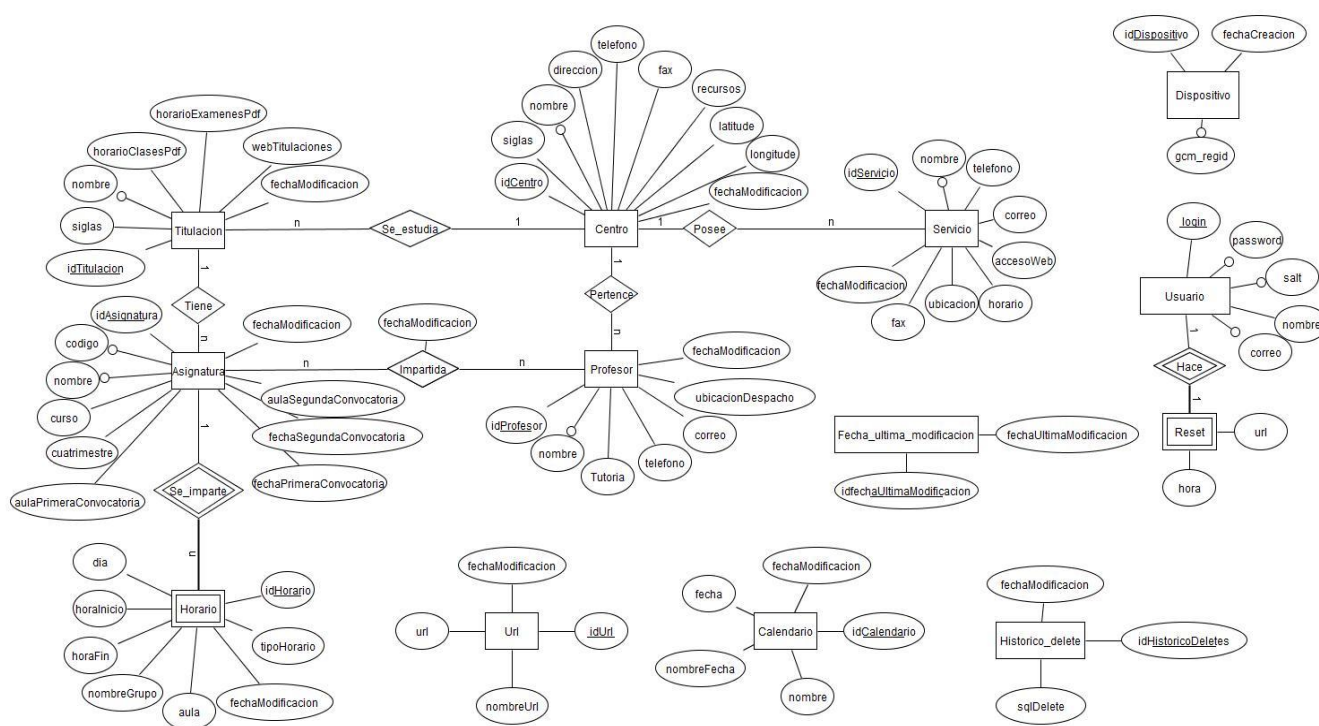 telefono
idDispositivo
fechaCreacion
direccion
fax
horarioExamenesPdf
nombre
recursos
Dispositivo
horarioClasesPdf
webTitulaciones
siglas
latitude
nombre
telefono
gcm_regid
nombre
fechaModificacion
idCentro
longitude
idServicio
fechaModificacion
correo
login
siglas
Titulacion
n
Se_estudia
1
Centro
1
Posee
n
Servicio
password
accesoWeb
idTitulacion
1
1
fechaModificacion
ubicacion
horario
salt
Usuario
Tiene
Pertence
fax
nombre
idAsignatura
fechaModificacion
fechaModificacion
1
correo
codigo
n
n
fechaModificacion
Hace
nombre
Asignatura
n
Impartida
n
Profesor
ubicacionDespacho
1
curso
aulaSegundaConvocatoria
idProfesor
correo
Fecha_ultima_modificacion
fechaUltimaModificacion
Reset
url
cuatrimestre
1
fechaSegundaConvocatoria
nombre
telefono
Tutoria
aulaPrimeraConvocatoria
Se_imparte
fechaPrimeraConvocatoria
idfechaUltimaModificacion
hora
n
dia
fechaModificacion
fechaModificacion
fechaModificacion
idHorario
fecha
horaInicio
Horario
url
Url
idUrl
Calendario
idCalendario
Historico_delete
idHistoricoDeletes
horaFin
tipoHorario
nombreFecha
nombreGrupo
fechaModificacion
nombre
aula
nombreUrl
sqlDelete